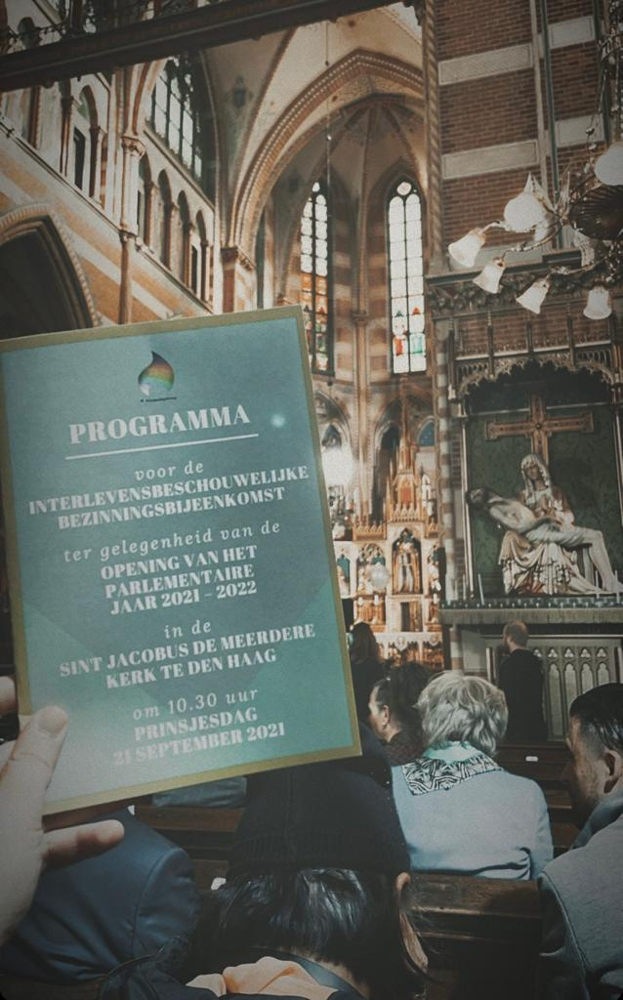 PROGRAMMA
voor de
INTERLEVENSBESCHOUWELIJKE
BEZINNINGSBIJEENKOMST
ter gelegenheid van de
OPENING VAN HET
PARLEMENTAIRE
JAAR 2021 - 2022
in de
SINT JACOBUS DE MEERDERE
KERK TE DEN HAAG
om 10.30 uur
PRINSJESDAG
21 SEPTEMBER 2021